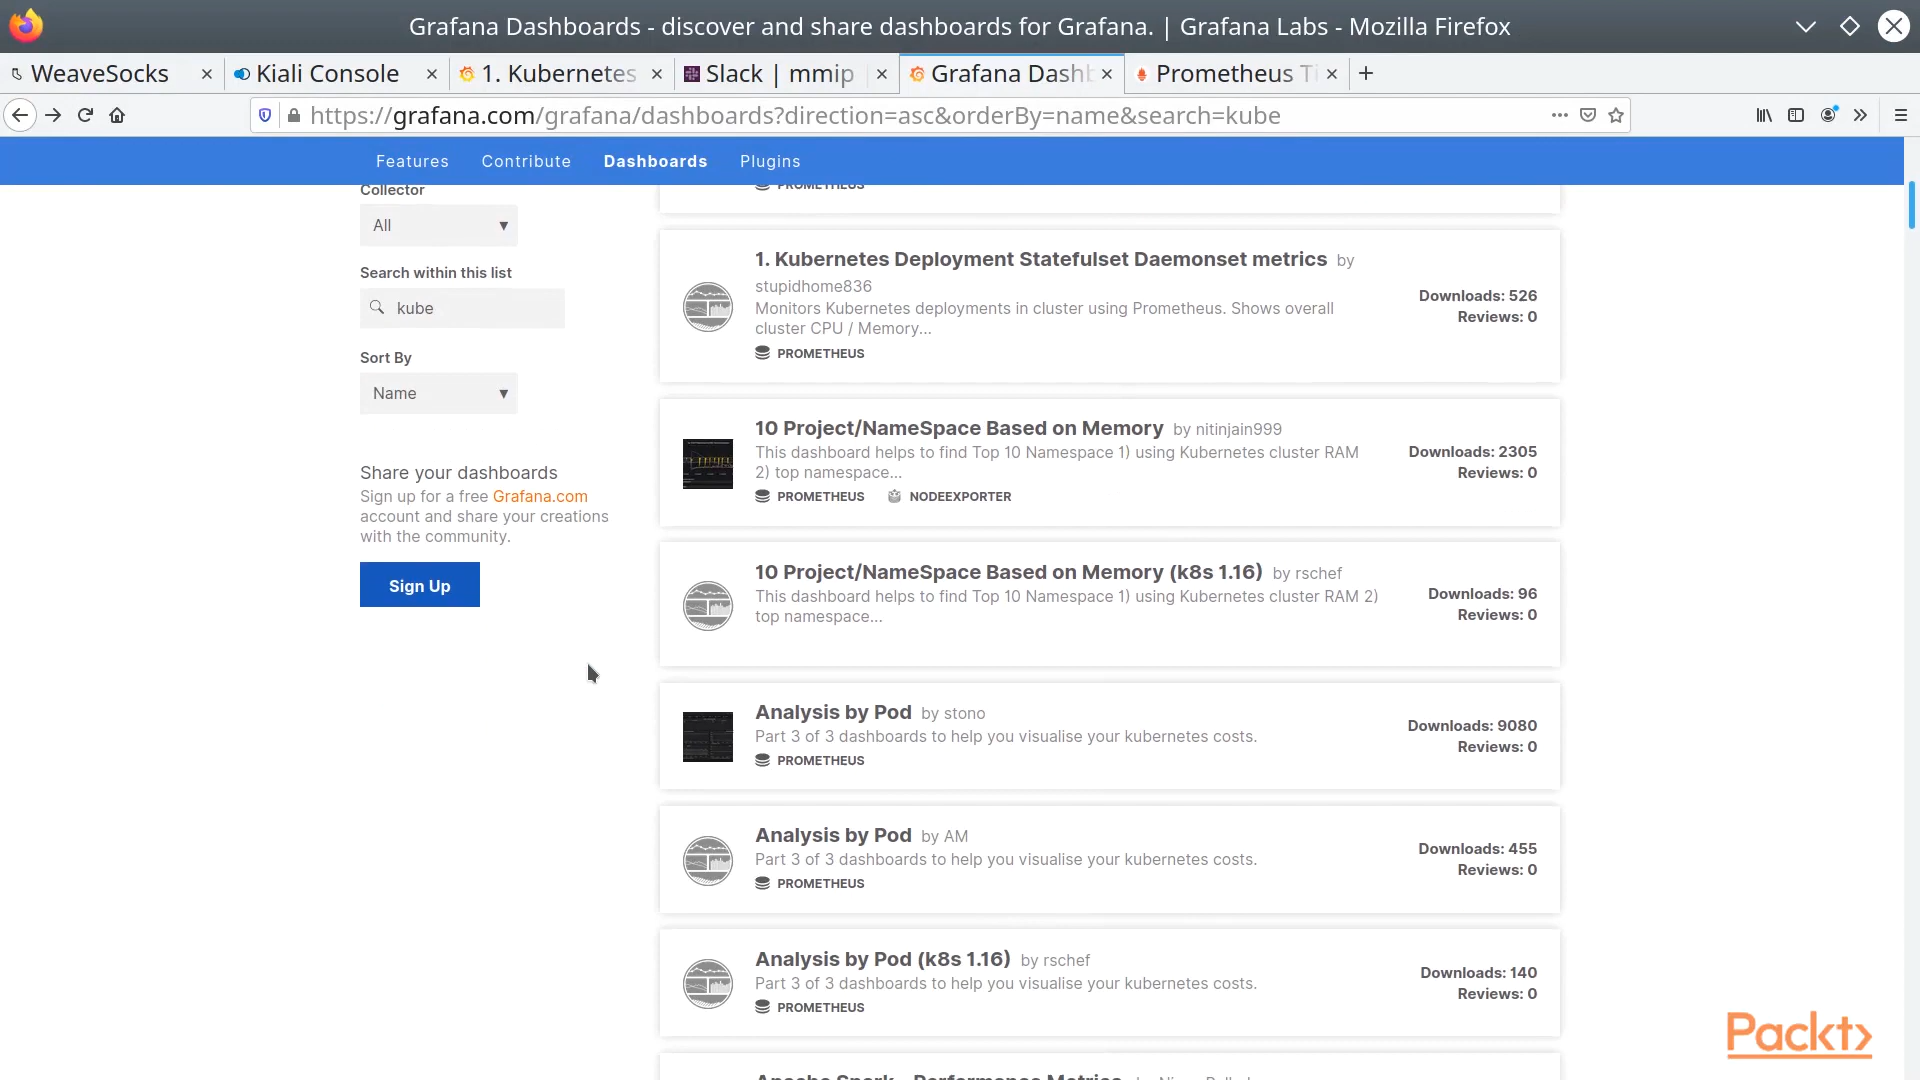 Grafana Dashboards - discover and share dashboards for Grafana. | Grafana Labs - Mozilla Firefox
WeaveSocks
Kiali Console
1. Kubernetes
Slack | mmip
Grafana Dashb
Prometheus Ti
https://grafana.com/grafana/dashboards?direction=asc&orderBy=name&search=kube
Features
Contribute
Dashboards
Plugins
Collector
All
Search within this list
kube
Sort By
Name
Share your dashboards
Sign up for a free Grafana.com
account and share your creations
with the community.
Sign Up
PROMETHEUS
1. Kubernetes Deployment Statefulset Daemonset metrics by
stupidhome836
Monitors Kubernetes deployments in cluster using Prometheus. Shows overall
cluster CPU / Memory...
PROMETHEUS
Downloads: 526
Reviews: 0
10 Project/NameSpace Based on Memory by nitinjain999
This dashboard helps to find Top 10 Namespace 1) using Kubernetes cluster RAM
2) top namespace...
PROMETHEUS NODEEXPORTER
Downloads: 2305
Reviews: 0
10 Project/NameSpace Based on Memory (k8s 1.16) by rschef
This dashboard helps to find Top 10 Namespace 1) using Kubernetes cluster RAM 2)
top namespace...
Downloads: 96
Reviews: 0
Analysis by Pod by stono
Part 3 of 3 dashboards to help you visualise your kubernetes costs.
PROMETHEUS
Downloads: 9080
Reviews: 0
Analysis by Pod by AM
Part 3 of 3 dashboards to help you visualise your kubernetes costs.
PROMETHEUS
Downloads: 455
Reviews: 0
Analysis by Pod (k8s 1.16) by rschef
Part 3 of 3 dashboards to help you visualise your kubernetes costs.
PROMETHEUS
Downloads: 140
Reviews: 0
Apache Spark - Performance Metrics by
Packt>